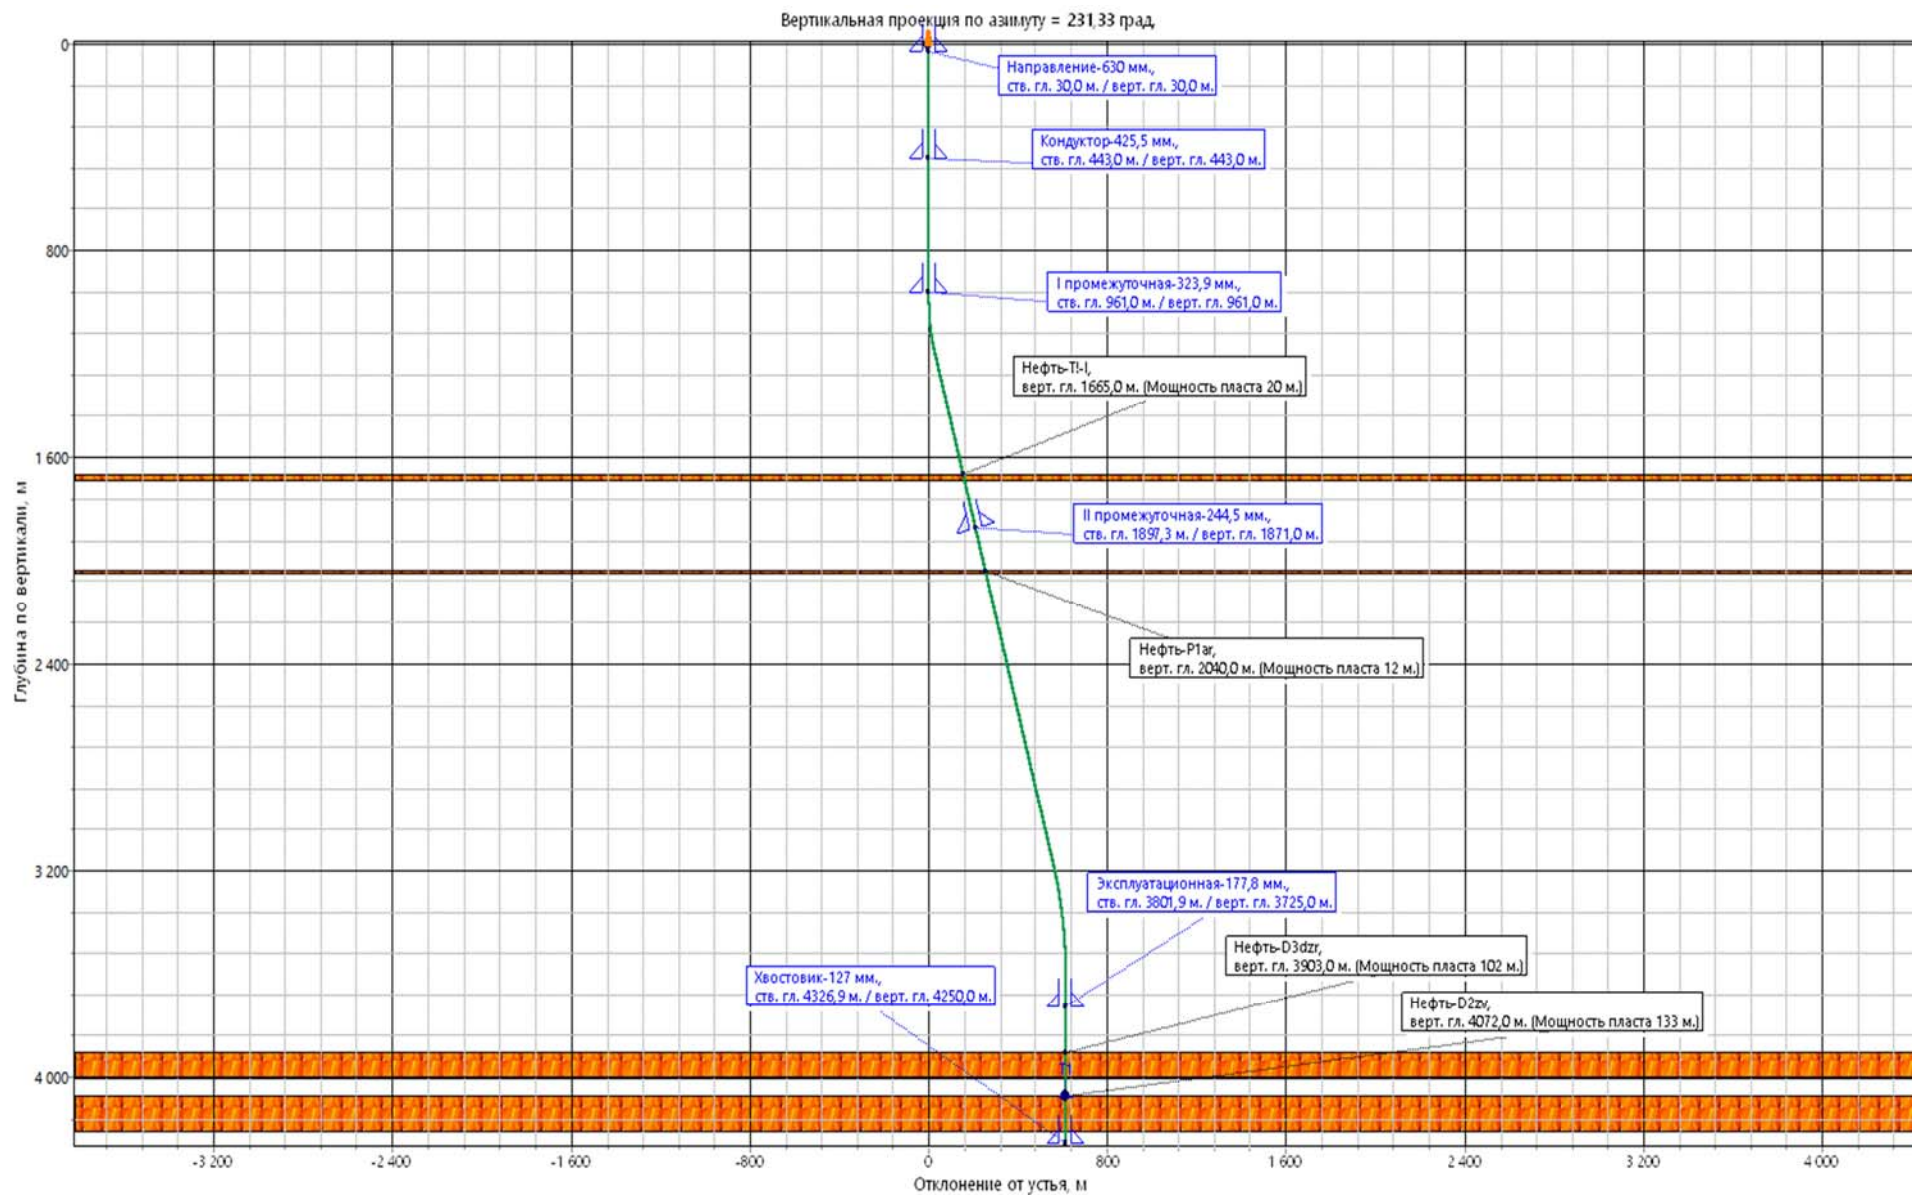 Вертикальная проекция по азимуту = 231,33 град,
0
Направление-630 мм.,
ств. гл. 30,0 м. / верт. гл. 30,0 м.
Кондуктор-425,5 мм.,
ств. гл. 443,0 м. / верт. гл. 443,0 м.
800
I промежуточная-323,9 мм.,
ств. гл. 961,0 м. / верт. гл. 961,0 м.
Нефть-T!-I,
верт. гл. 1665,0 м. (Мощность пласта 20 м.)
1 600
II промежуточная-244,5 мм.,
ств. гл. 1897,3 м. / верт. гл. 1871,0 м.
Глубина по вертикали, м
Нефть-P1ar,
верт. гл. 2040,0 м. (Мощность пласта 12 м.)
2 400
3 200
Эксплуатационная-177,8 мм.,
ств. гл. 3801,9 м. / верт. гл. 3725,0 м.
Нефть-D3dzr,
верт. гл. 3903,0 м. (Мощность пласта 102 м.)
Хвостовик-127 мм.,
ств. гл. 4326,9 м. / верт. гл. 4250,0 м.
Нефть-D2zv,
верт. гл. 4072,0 м. (Мощность пласта 133 м.)
4 000
-3 200 -2 400 -1 600 -800 0 800 1 600 2 400 3 200 4 000
Отклонение от устья, м